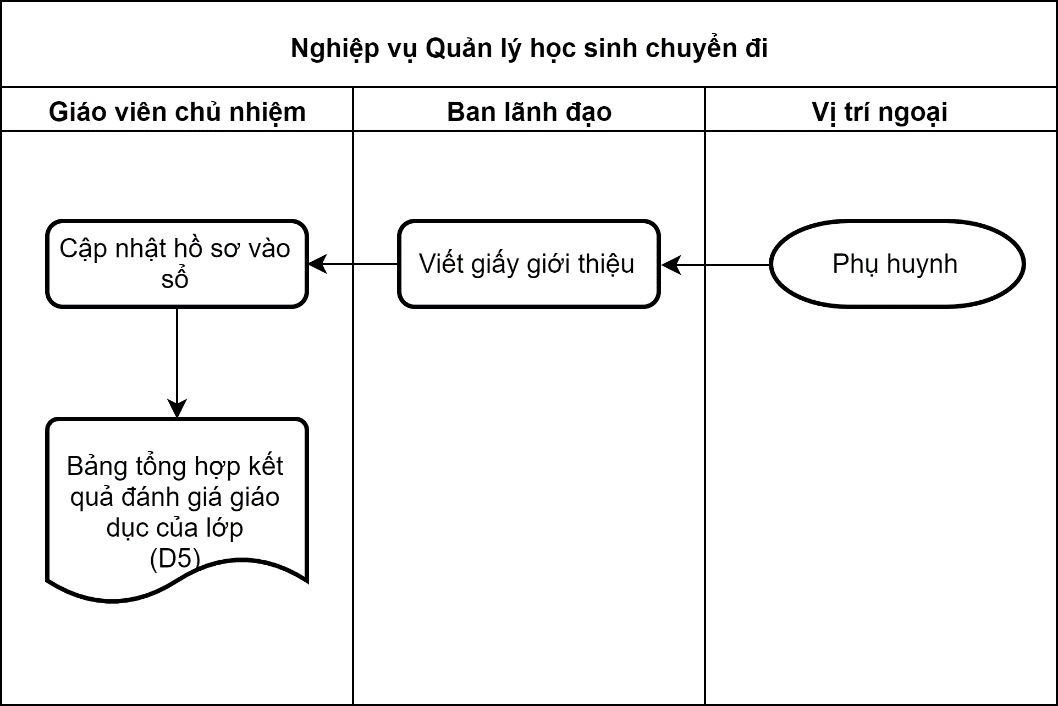 Nghiệp vụ Quản lý học sinh chuyển đi
Giáo viên chủ nhiệm
Ban lãnh đạo
Vị trí ngoại
Cập nhật hồ sơ vào
sổ
Viết giấy giới thiệu
Phụ huynh
Bảng tổng hợp kết
quả đánh giá giáo
dục của lớp
(D5)